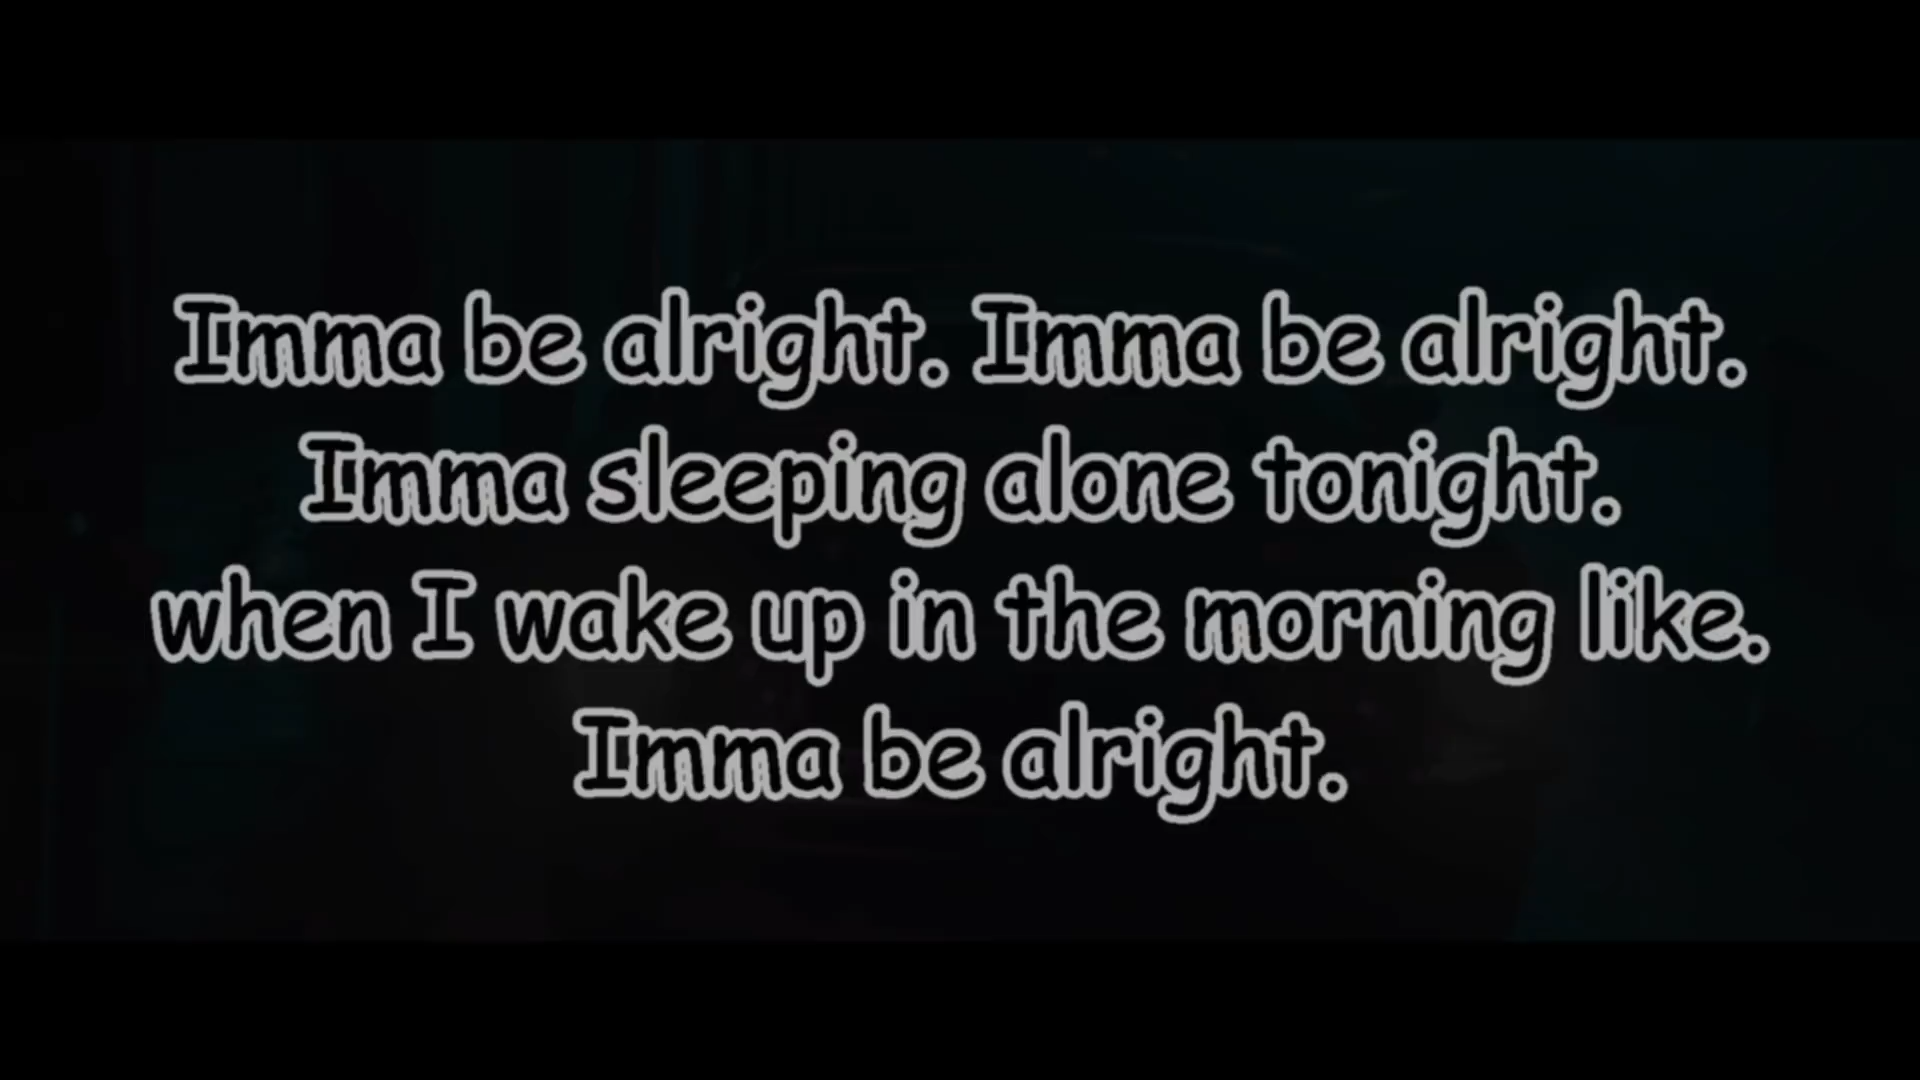 Imma be alright. Imma be alright.
Imma sleeping alone tonight.
when I wake up in the morning like.
Imma be alright.